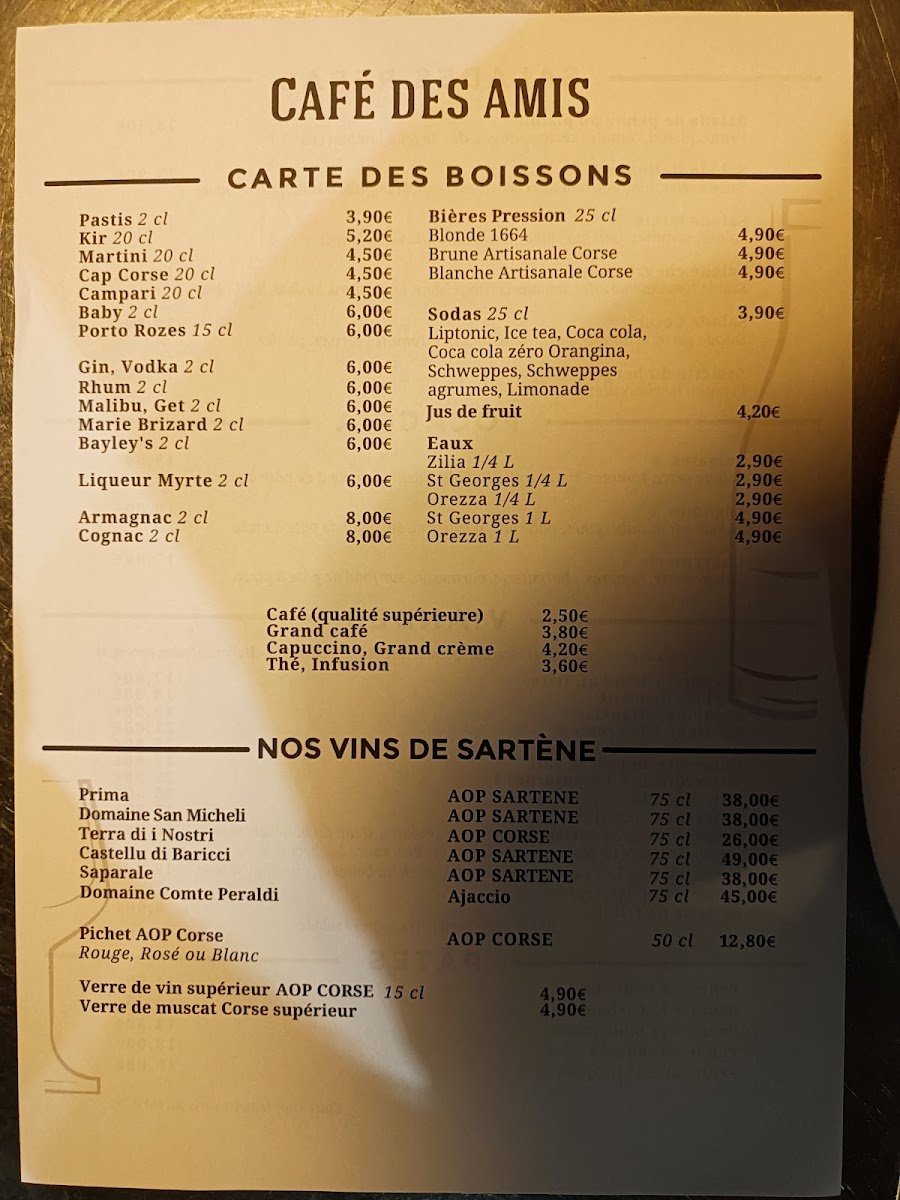 CAFÉ DES AMIS
CARTE DES BOISSONS
Pastis 2 cl 3,90€
Kir 20 cl 5,20€
Martini 20 cl 4,50€
Cap Corse 20 cl 4,50€
Campari 20 cl 4,50€
Baby 2 cl 6,00€
Porto Rozes 15 cl 6,00€
Gin, Vodka 2 cl 6,00€
Rhum 2 cl 6,00€
Malibu, Get 2 cl 6,00€
Marie Brizard 2 cl 6,00€
Bayley's 2 cl 6,00€
Liqueur Myrte 2 cl 6,00€
Armagnac 2 cl 8,00€
Cognac 2 cl 8,00€
Bières Pression 25 cl
Blonde 1664 4,90€
Brune Artisanale Corse 4,90€
Blanche Artisanale Corse 4,90€
Sodas 25 cl 3,90€
Liptonic, Ice tea, Coca cola,
Coca cola zéro Orangina,
Schweppes, Schweppes
agrumes, Limonade
Jus de fruit 4,20€
Eaux
Zilia 1/4 L 2,90€
St Georges 1/4 L 2,90€
Orezza 1/4 L 2,90€
St Georges 1 L 4,90€
Orezza 1 L 4,90€
Café (qualité supérieure) 2,50€
Grand café 3,80€
Capuccino, Grand crème 4,20€
Thé, Infusion 3,60€
NOS VINS DE SARTÈNE
Prima AOP SARTENE 75 cl 38,00€
Domaine San Micheli AOP SARTENE 75 cl 38,00€
Terra di i Nostri AOP CORSE 75 cl 26,00€
Castellu di Baricci AOP SARTENE 75 cl 49,00€
Saparale AOP SARTENE 75 cl 38,00€
Domaine Comte Peraldi Ajaccio 75 cl 45,00€
Pichet AOP Corse AOP CORSE 50 cl 12,80€
Rouge, Rosé ou Blanc
Verre de vin supérieur AOP CORSE 15 cl 4,90€
Verre de muscat Corse supérieur 4,90€